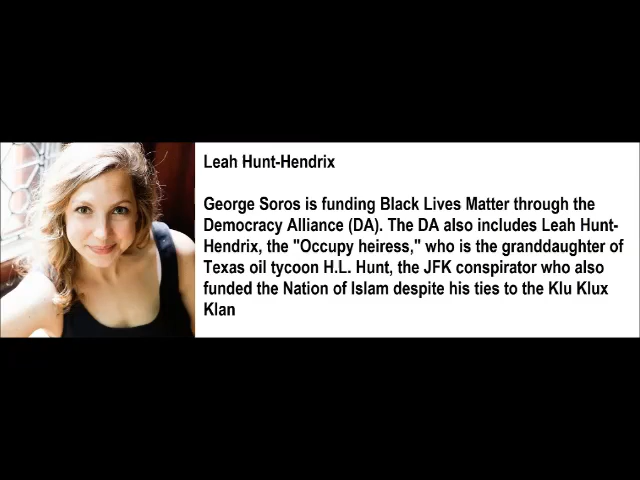 Leah Hunt-Hendrix
George Soros is funding Black Lives Matter through the
Democracy Alliance (DA). The DA also includes Leah Hunt-
Hendrix, the "Occupy heiress," who is the granddaughter of
Texas oil tycoon H.L. Hunt, the JFK conspirator who also
funded the Nation of Islam despite his ties to the Klu Klux
Klan